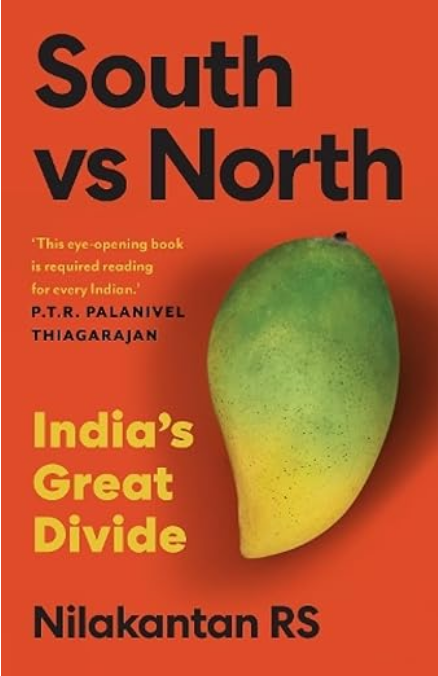 South
vs North
‘This eye-opening book
is required reading
for every Indian.’
P.T.R. PALANIVEL
THIAGARAJAN
India’s
Great
Divide
Nilakantan RS